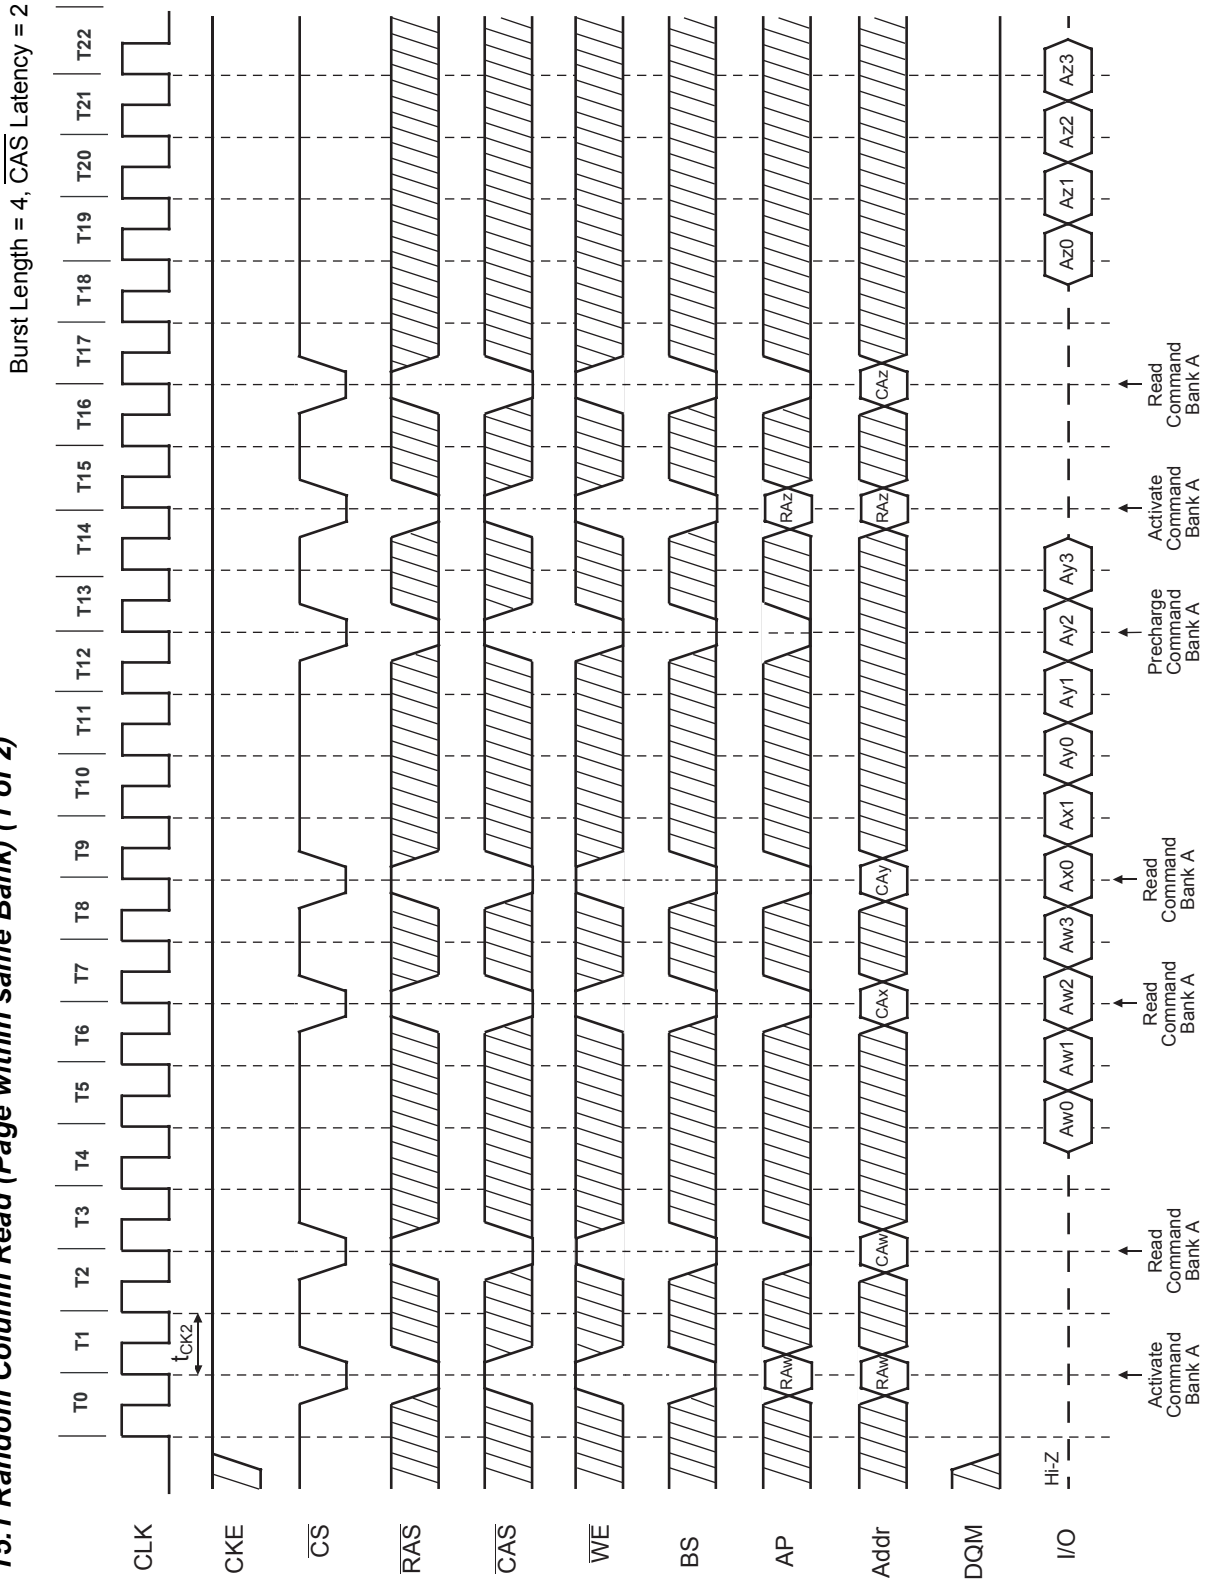 Random Column Read (Page within same Bank) (1 of 2)
Burst Length = 4, CAS Latency = 2
T0 T1 T2 T3 T4 T5 T6 T7 T8 T9 T10 T11 T12 T13 T14 T15 T16 T17 T18 T19 T20 T21 T22
CLK
tCK2
CKE
CS
RAS
CAS
WE
BS
AP RAw RAz
Addr RAw CAw CAx CAy RAz CAz
DQM
I/O Hi-Z Aw0 Aw1 Aw2 Aw3 Ax0 Ax1 Ay0 Ay1 Ay2 Ay3 Az0 Az1 Az2 Az3
Activate
Command
Bank A
Read
Command
Bank A
Read
Command
Bank A
Read
Command
Bank A
Precharge
Command
Bank A
Activate
Command
Bank A
Read
Command
Bank A